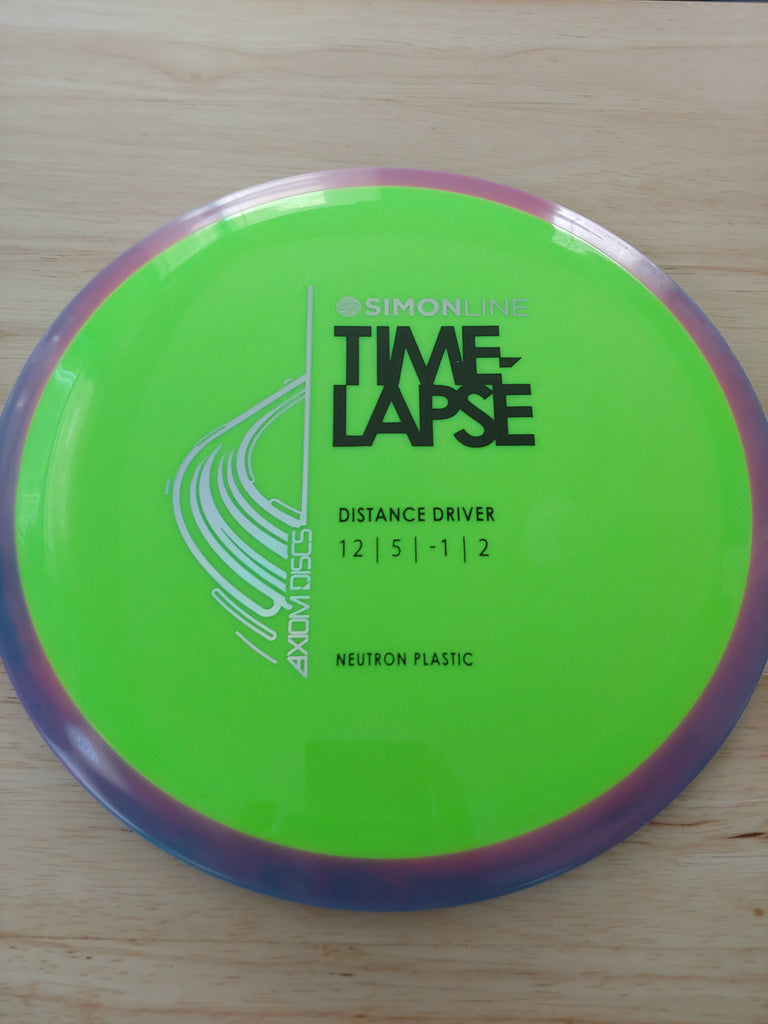 SIMONLINE
TIME-
LAPSE
DISTANCE DRIVER
12 | 5 | -1 | 2
AXIOM DISCS
NEUTRON PLASTIC